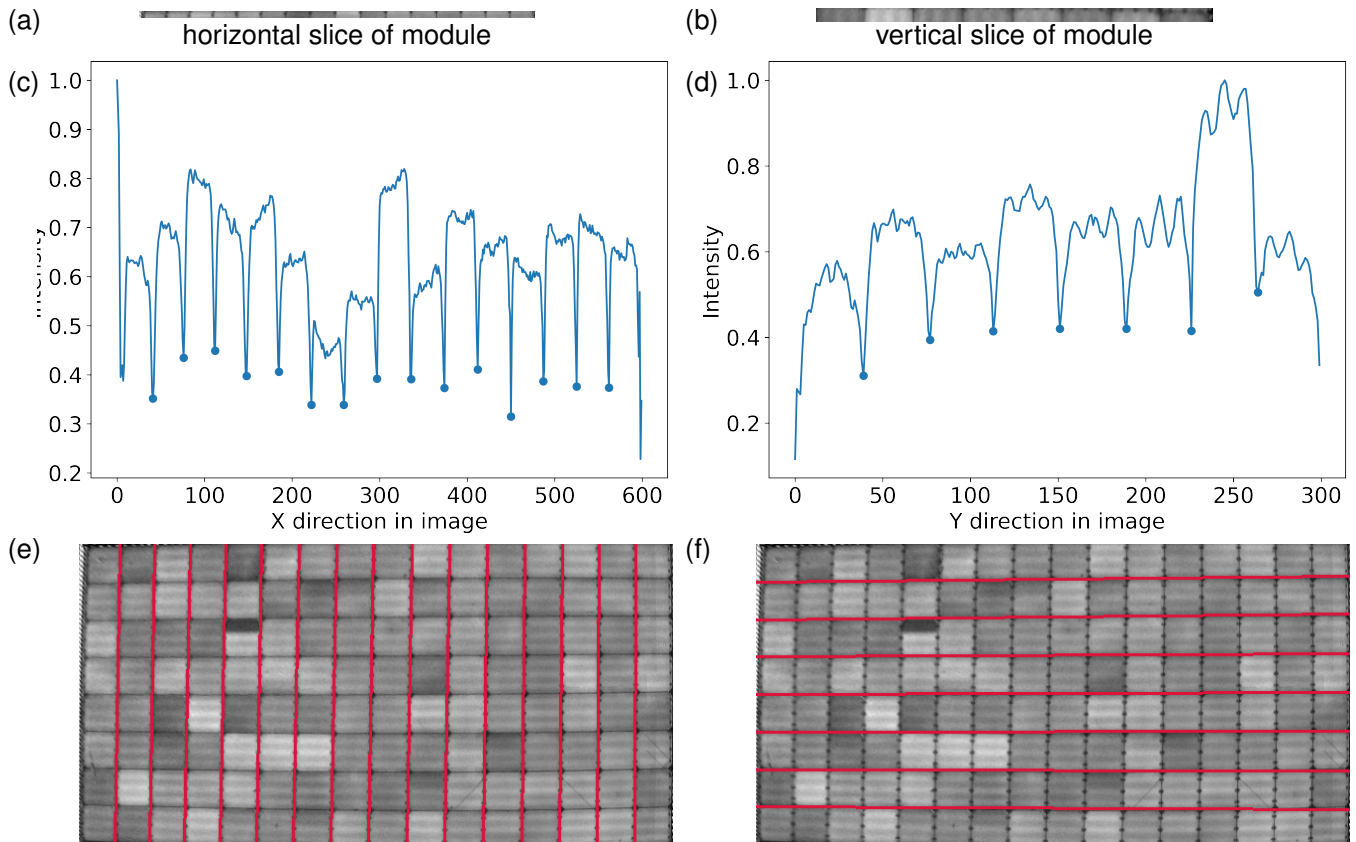 (a)
horizontal slice of module
(b)
vertical slice of module
(c)
1.0
0.9
0.8
0.7
0.6
0.5
0.4
0.3
0.2
Intensity
0 100 200 300 400 500 600
X direction in image
(d)
1.0
0.8
0.6
0.4
0.2
Intensity
0 50 100 150 200 250 300
Y direction in image
(e)
(f)